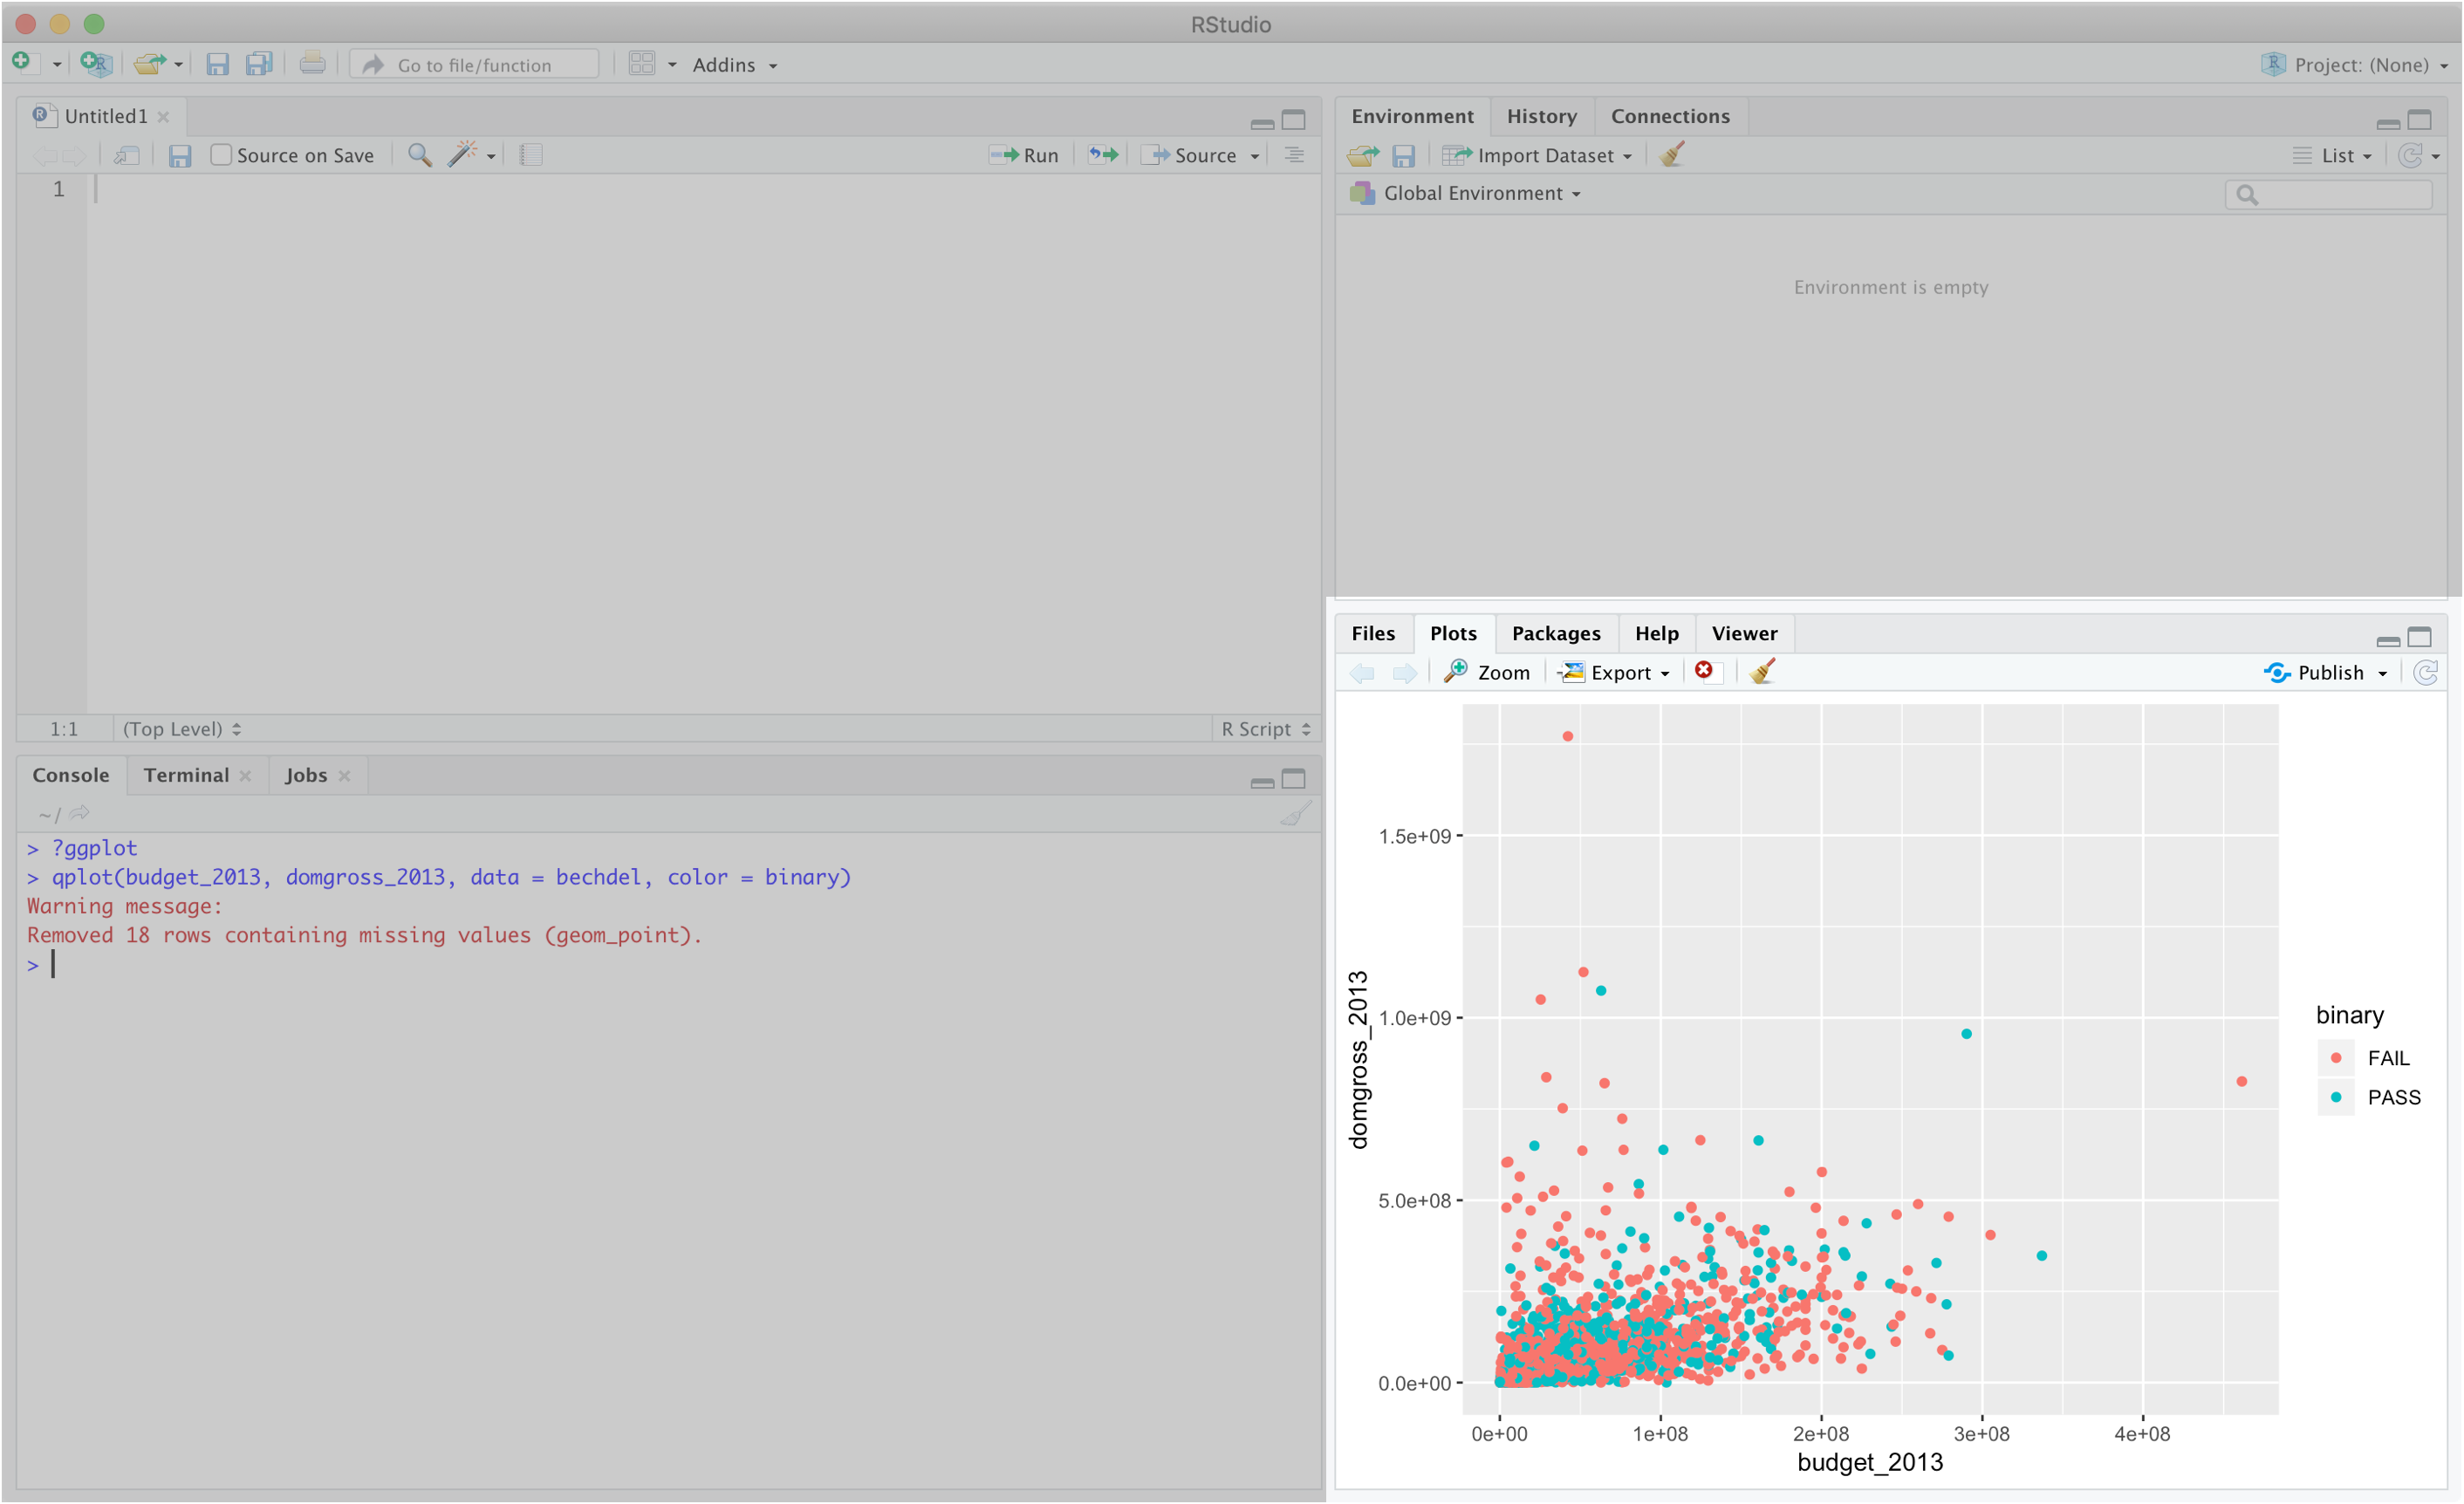 RStudio
Go to file/function
Addins
Project: (None)
Untitled1
Source on Save
Run
Source
1
1:1
(Top Level)
R Script
Environment
History
Connections
Import Dataset
List
Global Environment
Environment is empty
Console
Terminal
Jobs
~/
> ?ggplot
> qplot(budget_2013, domgross_2013, data = bechdel, color = binary)
Warning message:
Removed 18 rows containing missing values (geom_point).
>
Files
Plots
Packages
Help
Viewer
Zoom
Export
Publish
domgross_2013
1.5e+09
1.0e+09
5.0e+08
0.0e+00
0e+00
1e+08
2e+08
3e+08
4e+08
budget_2013
binary
FAIL
PASS